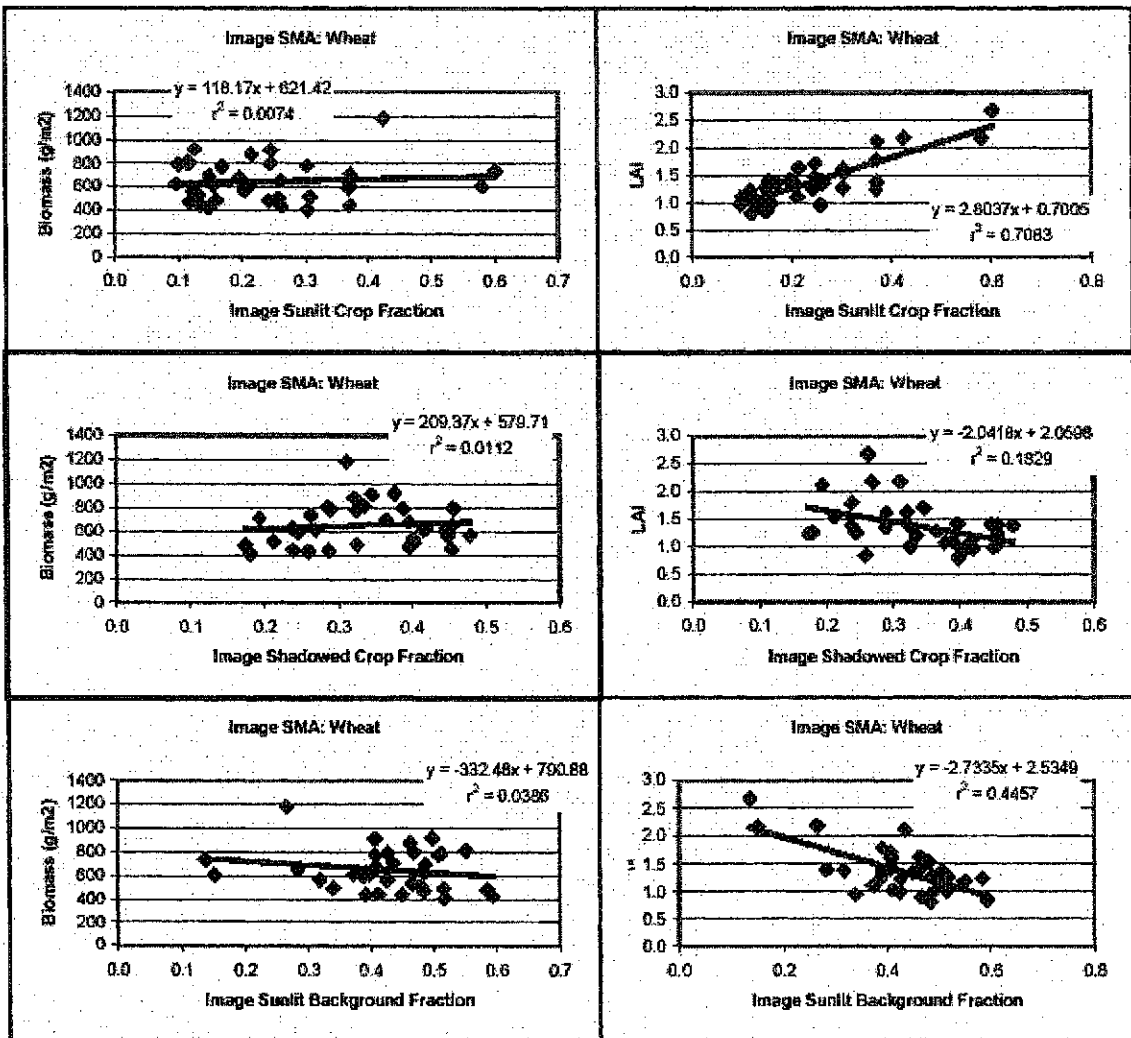 Image SMA: Wheat
y = 118.17x + 621.42
r² = 0.0074
1400
1200
1000
800
600
400
200
0
Biomass (g/m2)
0.0 0.1 0.2 0.3 0.4 0.5 0.6 0.7
Image Sunlit Crop Fraction
Image SMA: Wheat
3.0
2.5
2.0
1.5
1.0
0.5
0.0
LAI
y = 2.8037x + 0.7005
r² = 0.7083
0.0 0.2 0.4 0.6 0.8
Image Sunlit Crop Fraction
Image SMA: Wheat
y = 209.37x + 579.71
r² = 0.0112
1400
1200
1000
800
600
400
200
0
Biomass (g/m2)
0.0 0.1 0.2 0.3 0.4 0.5 0.6
Image Shadowed Crop Fraction
Image SMA: Wheat
y = -2.0418x + 2.0598
r² = 0.1829
3.0
2.5
2.0
1.5
1.0
0.5
0.0
LAI
0.0 0.1 0.2 0.3 0.4 0.5 0.6
Image Shadowed Crop Fraction
Image SMA: Wheat
y = -332.48x + 790.88
r² = 0.0386
1400
1200
1000
800
600
400
200
0
Biomass (g/m2)
0.0 0.1 0.2 0.3 0.4 0.5 0.6 0.7
Image Sunlit Background Fraction
Image SMA: Wheat
y = -2.7335x + 2.5349
r² = 0.4457
3.0
2.5
2.0
1.5
1.0
0.5
0.0
0.0 0.2 0.4 0.6 0.8
Image Sunlit Background Fraction